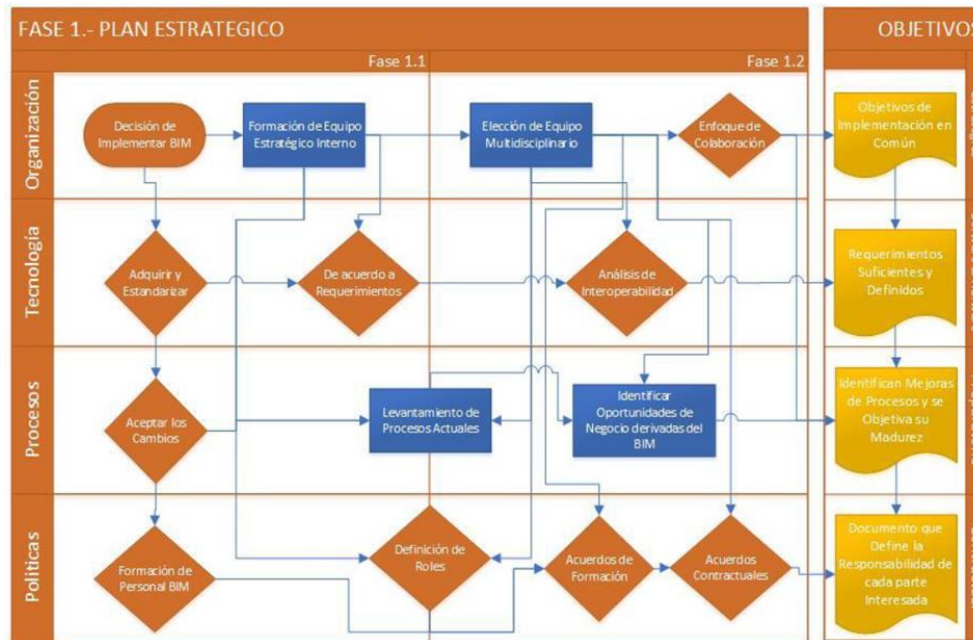 FASE 1.- PLAN ESTRATEGICO
OBJETIVOS
Fase 1.1
Fase 1.2
Organización
Decisión de
Implementar BIM
Formación de Equipo
Estratégico Interno
Elección de Equipo
Multidisciplinario
Enfoque de
Colaboración
Objetivos de
Implementación en
Común
Tecnología
Adquirir y
Estandarizar
De acuerdo a
Requerimientos
Análisis de
Interoperabilidad
Requerimientos
Suficientes y
Definidos
Procesos
Aceptar los
Cambios
Levantamiento de
Procesos Actuales
Identificar
Oportunidades de
Negocio derivadas del
BIM
Identifican Mejoras
de Procesos y se
Objetiva su
Madurez
Politicas
Formación de
Personal BIM
Definición de
Roles
Acuerdos de
Formación
Acuerdos
Contractuales
Documento que
Define la
Responsabilidad de
cada parte
Interesada